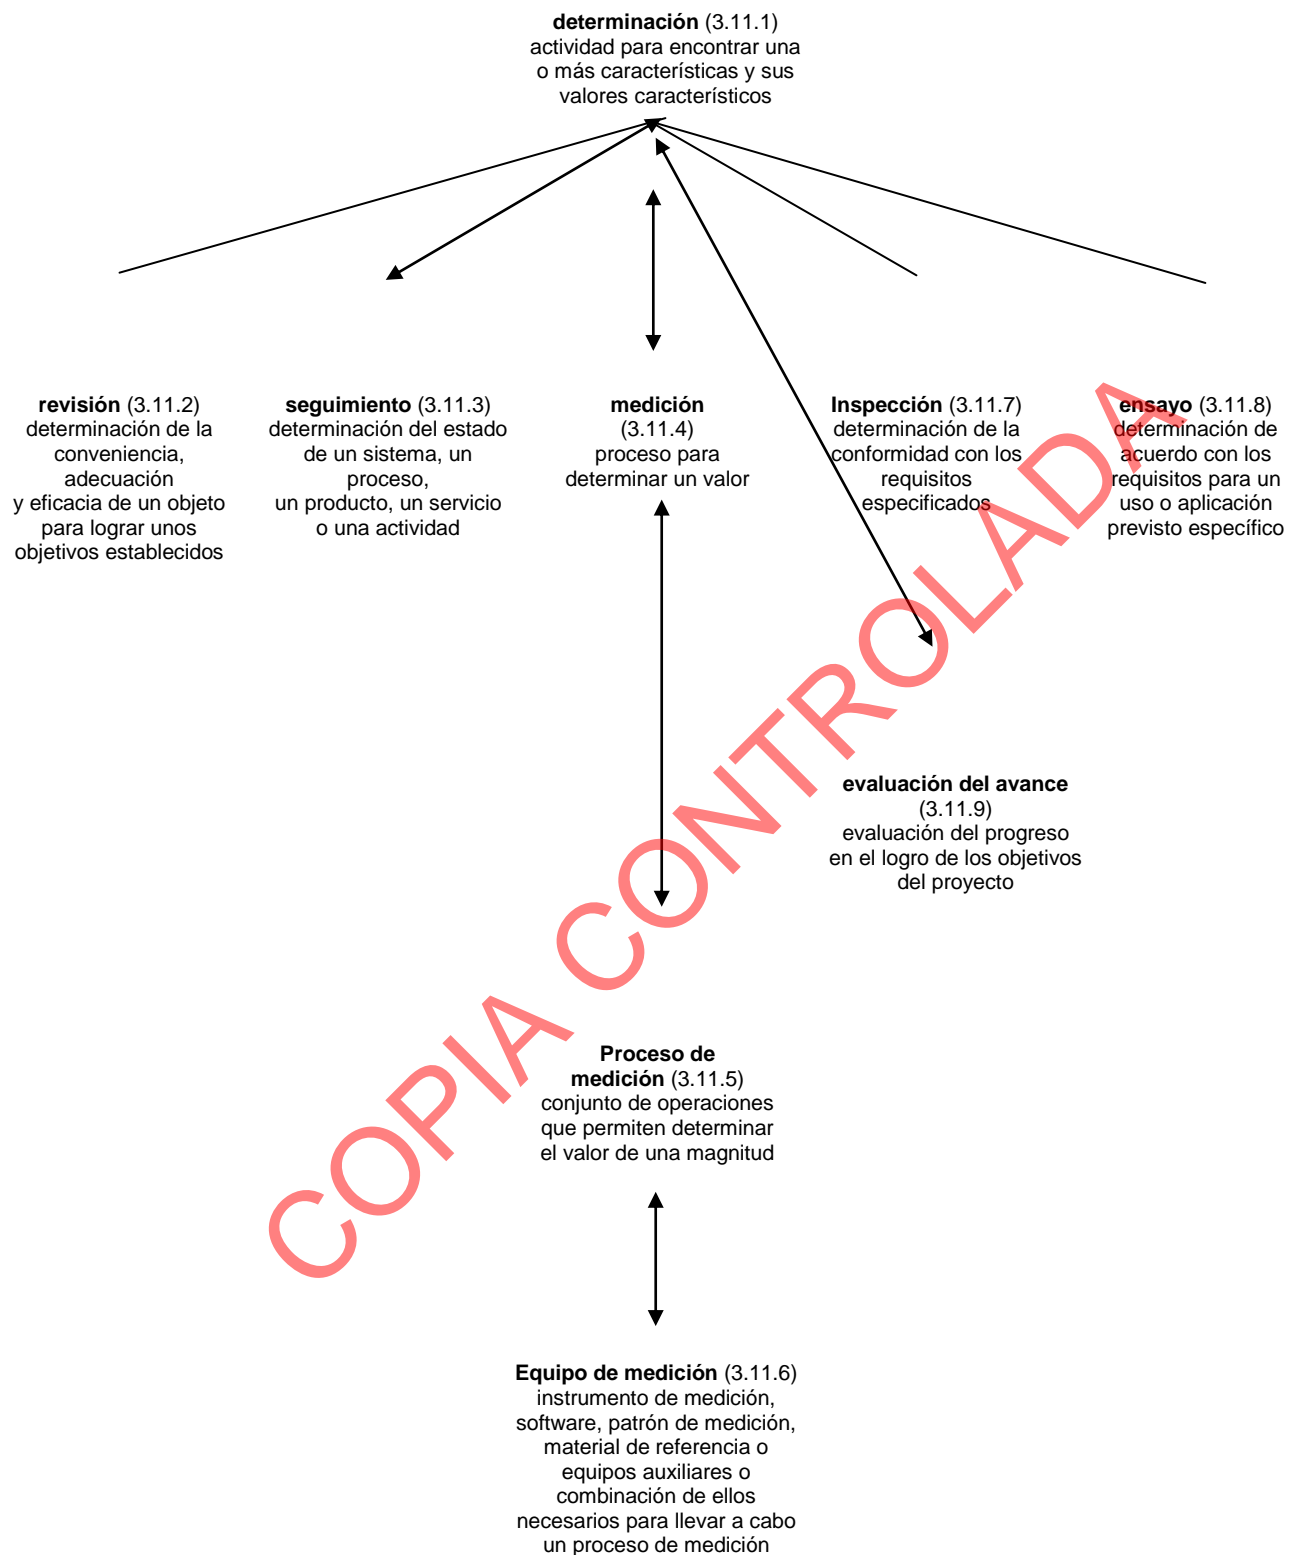 determinación (3.11.1)
actividad para encontrar una
o más características y sus
valores característicos
revisión (3.11.2)
determinación de la
conveniencia,
adecuación
y eficacia de un objeto
para lograr unos
objetivos establecidos
seguimiento (3.11.3)
determinación del estado
de un sistema, un
proceso,
un producto, un servicio
o una actividad
medición
(3.11.4)
proceso para
determinar un valor
Inspección (3.11.7)
determinación de la
conformidad con los
requisitos
especificados
ensayo (3.11.8)
determinación de
acuerdo con los
requisitos para un
uso o aplicación
previsto específico
evaluación del avance
(3.11.9)
evaluación del progreso
en el logro de los objetivos
del proyecto
Proceso de
medición (3.11.5)
conjunto de operaciones
que permiten determinar
el valor de una magnitud
Equipo de medición (3.11.6)
instrumento de medición,
software, patrón de medición,
material de referencia o
equipos auxiliares o
combinación de ellos
necesarios para llevar a cabo
un proceso de medición
COPIA CONTROLADA